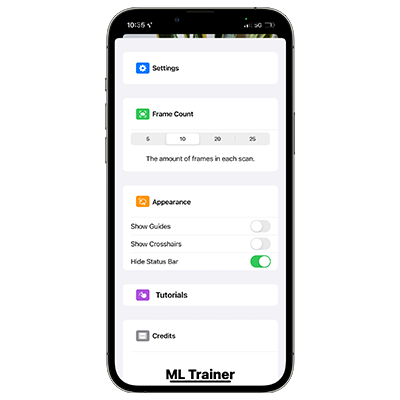 10:35 5G
Settings
Frame Count
5 10 20 25
The amount of frames in each scan.
Appearance
Show Guides
Show Crosshairs
Hide Status Bar
Tutorials
Credits
ML Trainer